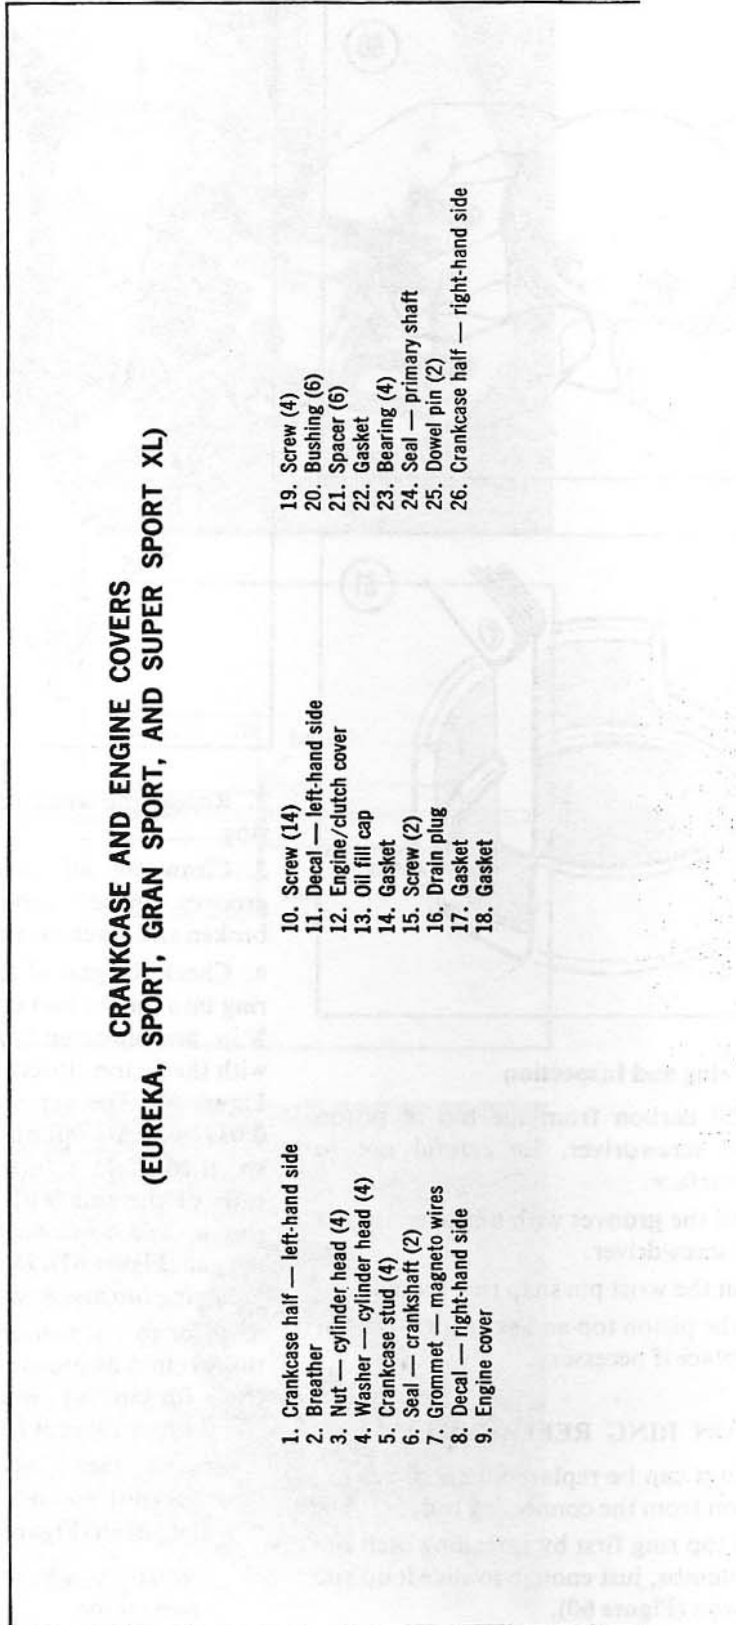 CRANKCASE AND ENGINE COVERS
(EUREKA, SPORT, GRAN SPORT, AND SUPER SPORT XL)
1. Crankcase half — left-hand side
2. Breather
3. Nut — cylinder head (4)
4. Washer — cylinder head (4)
5. Crankcase stud (4)
6. Seal — crankshaft (2)
7. Grommet — magneto wires
8. Decal — right-hand side
9. Engine cover
10. Screw (14)
11. Decal — left-hand side
12. Engine/clutch cover
13. Oil fill cap
14. Gasket
15. Screw (2)
16. Drain plug
17. Gasket
18. Gasket
19. Screw (4)
20. Bushing (6)
21. Spacer (6)
22. Gasket
23. Bearing (4)
24. Seal — primary shaft
25. Dowel pin (2)
26. Crankcase half — right-hand side